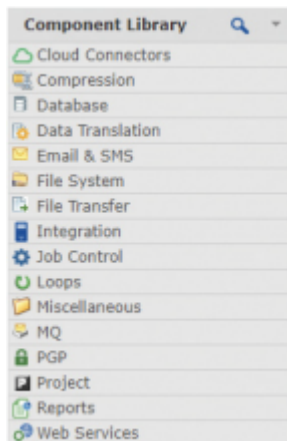 Component Library
Cloud Connectors
Compression
Database
Data Translation
Email & SMS
File System
File Transfer
Integration
Job Control
Loops
Miscellaneous
MQ
PGP
Project
Reports
Web Services